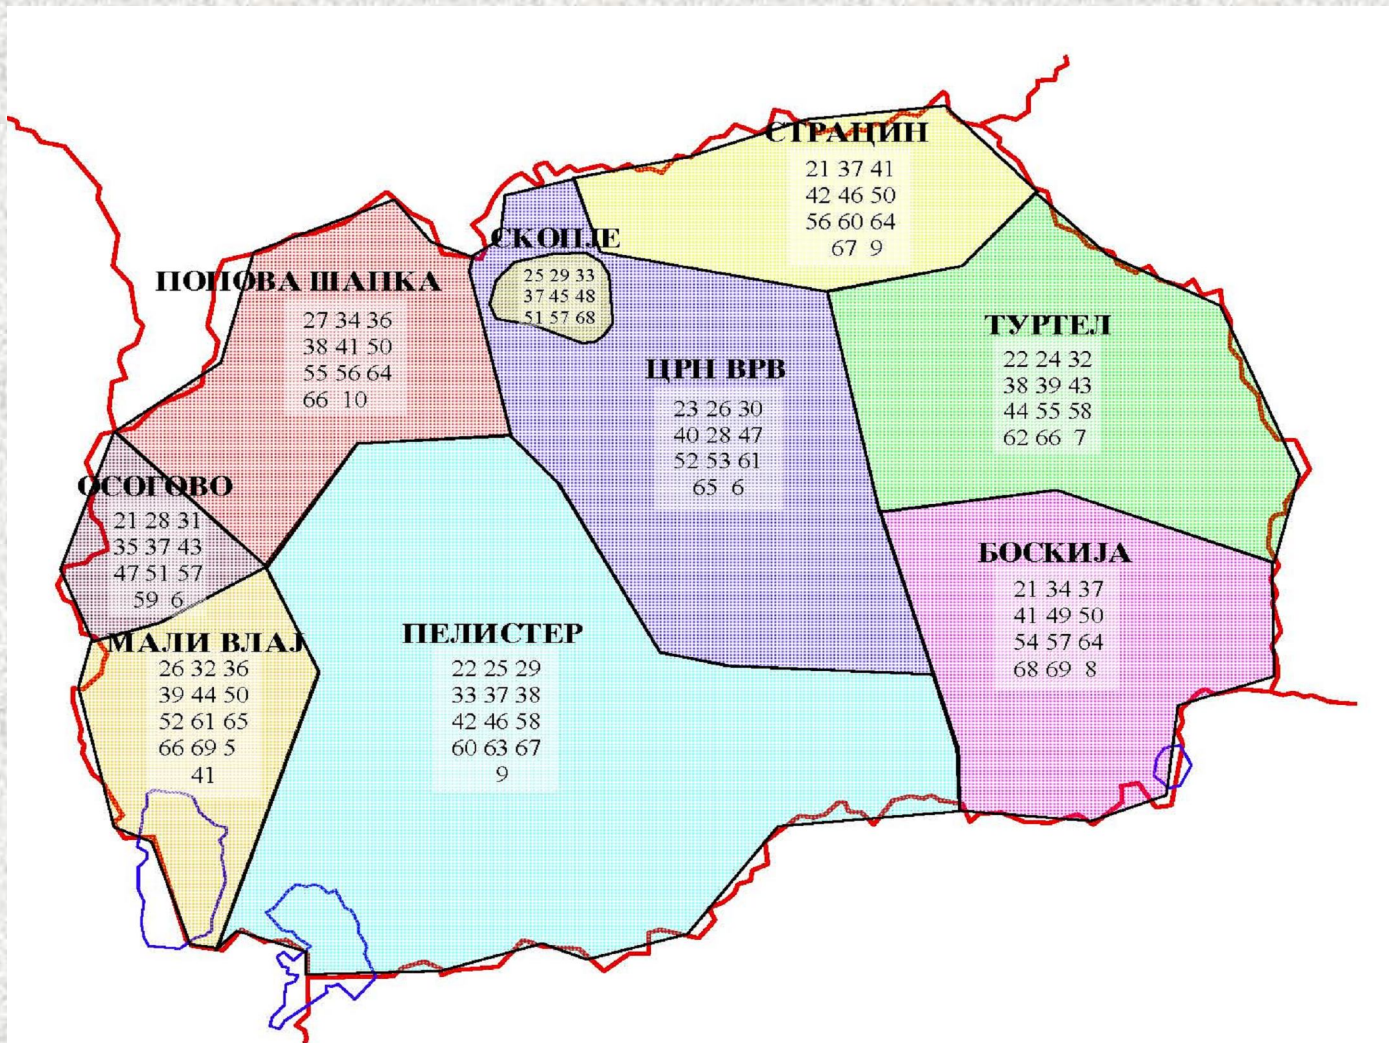 СТРАЦИН
21 37 41
42 46 50
56 60 64
67 9
СКОПЈЕ
25 29 33
37 45 48
51 57 68
ПОПОВА ШАПКА
27 34 36
38 41 50
55 56 64
66 10
ТУРТЕЛ
22 24 32
38 39 43
44 55 58
62 66 7
ЦРН ВРВ
23 26 30
40 28 47
52 53 61
65 6
ОСОГОВО
21 28 31
35 37 43
47 51 57
59 6
БОСКИЈА
21 34 37
41 49 50
54 57 64
68 69 8
МАЛИ ВЛАЈ
26 32 36
39 44 50
52 61 65
66 69 5
41
ПЕЛИСТЕР
22 25 29
33 37 38
42 46 58
60 63 67
9